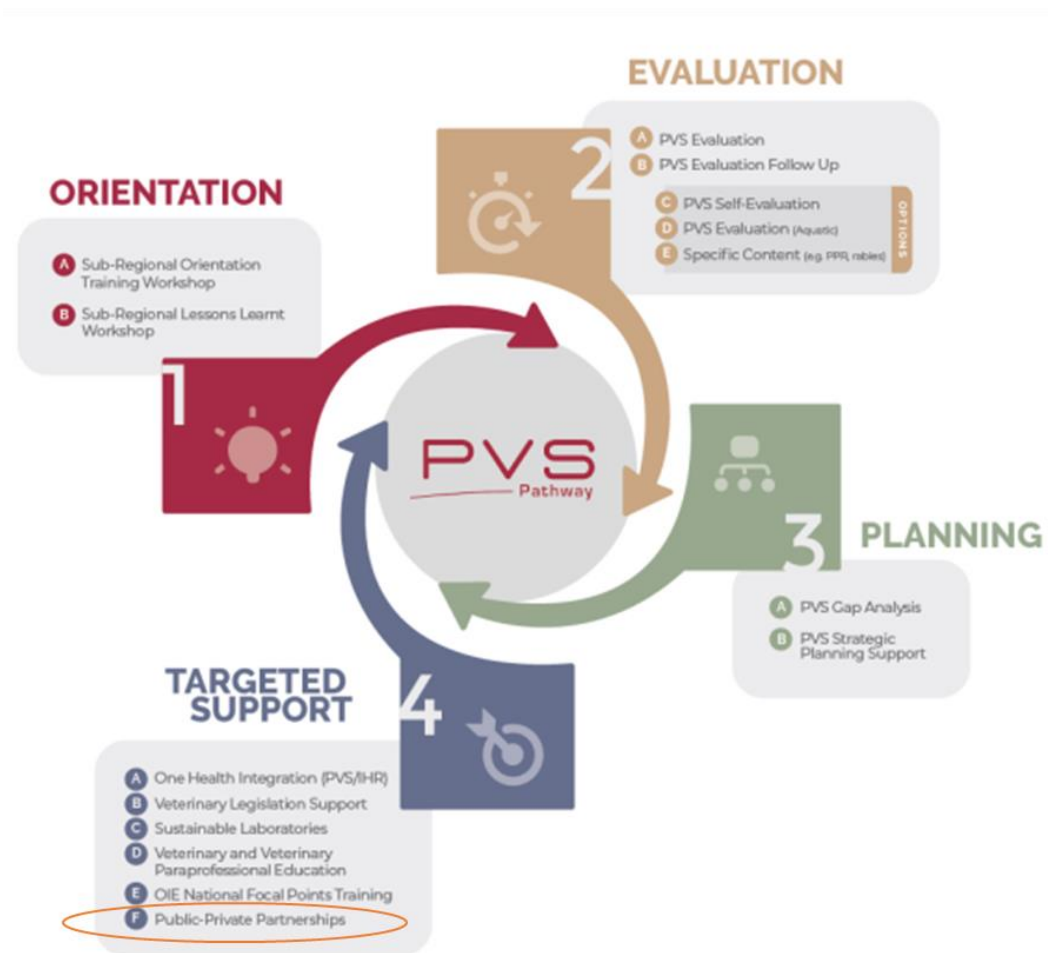 EVALUATION
2
A PVS Evaluation
B PVS Evaluation Follow Up
C PVS Self-Evaluation
D PVS Evaluation (Aquatic)
E Specific Content (e.g. PPR, rabies)
OPTIONS
ORIENTATION
A Sub-Regional Orientation
Training Workshop
B Sub-Regional Lessons Learnt
Workshop
1
PVS
Pathway
3
PLANNING
A PVS Gap Analysis
B PVS Strategic
Planning Support
TARGETED
SUPPORT
4
A One Health Integration (PVS/IHR)
B Veterinary Legislation Support
C Sustainable Laboratories
D Veterinary and Veterinary
Paraprofessional Education
E OIE National Focal Points Training
F Public-Private Partnerships